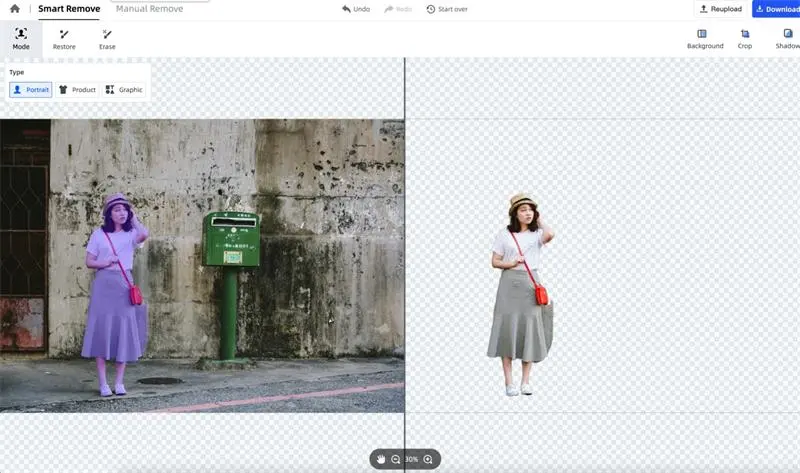 Smart Remove
Manual Remove
Undo
Redo
Start over
Reupload
Download
Mode
Restore
Erase
Background
Crop
Shadow
Type
Portrait
Product
Graphic
30%